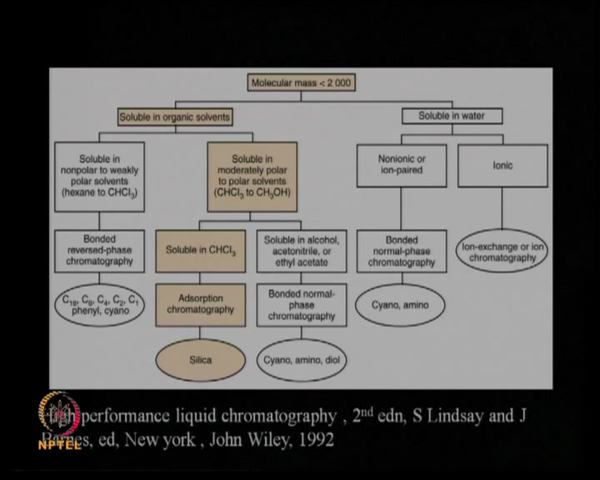 Molecular mass < 2 000
Soluble in organic solvents
Soluble in water
Soluble in
nonpolar to weakly
polar solvents
(hexane to CHCl3)
Soluble in
moderately polar
to polar solvents
(CHCl3 to CH3OH)
Nonionic or
ion-paired
Ionic
Bonded
reversed-phase
chromatography
Soluble in CHCl3
Soluble in alcohol,
acetonitrile, or
ethyl acetate
Bonded
normal-phase
chromatography
Ion-exchange or ion
chromatography
C18, C8, C4, C2, C1
phenyl, cyano
Adsorption
chromatography
Bonded normal-
phase
chromatography
Cyano, amino
Silica
Cyano, amino, diol
performance liquid chromatography , 2nd edn, S Lindsay and J
ed, New york , John Wiley, 1992
NPTEL